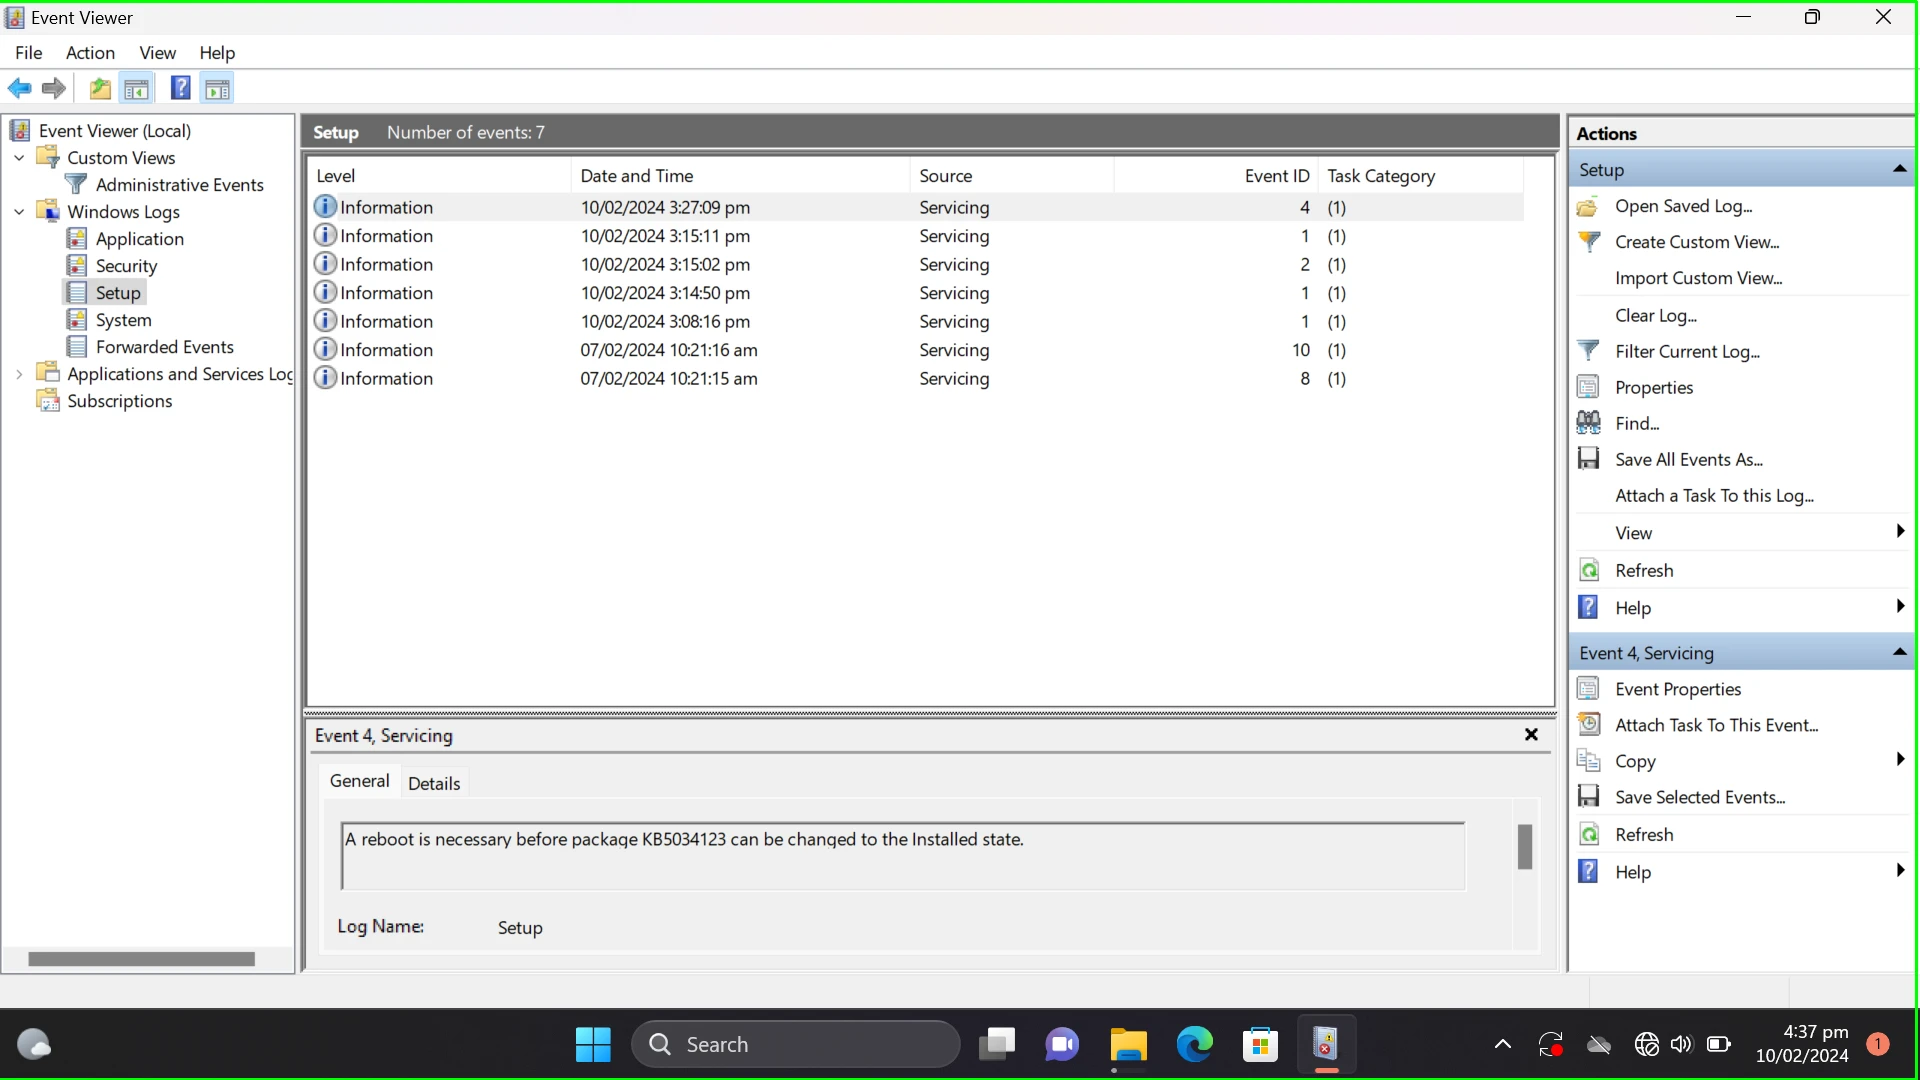 Event Viewer
File Action View Help
Event Viewer (Local)
Custom Views
Administrative Events
Windows Logs
Application
Security
Setup
System
Forwarded Events
Applications and Services Log
Subscriptions
Setup Number of events: 7
Level Date and Time Source Event ID Task Category
Information 10/02/2024 3:27:09 pm Servicing 4 (1)
Information 10/02/2024 3:15:11 pm Servicing 1 (1)
Information 10/02/2024 3:15:02 pm Servicing 2 (1)
Information 10/02/2024 3:14:50 pm Servicing 1 (1)
Information 10/02/2024 3:08:16 pm Servicing 1 (1)
Information 07/02/2024 10:21:16 am Servicing 10 (1)
Information 07/02/2024 10:21:15 am Servicing 8 (1)
Event 4, Servicing
General Details
A reboot is necessary before package KB5034123 can be changed to the Installed state.
Log Name: Setup
Actions
Setup
Open Saved Log...
Create Custom View...
Import Custom View...
Clear Log...
Filter Current Log...
Properties
Find...
Save All Events As...
Attach a Task To this Log...
View
Refresh
Help
Event 4, Servicing
Event Properties
Attach Task To This Event...
Copy
Save Selected Events...
Refresh
Help
Search
4:37 pm
10/02/2024
1